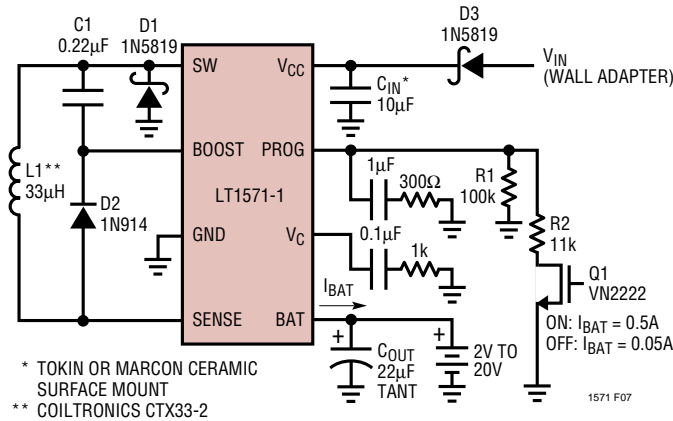 C1
0.22µF
D1
1N5819
D3
1N5819
V_IN
(WALL ADAPTER)
SW
V_CC
C_IN*
10µF
BOOST
PROG
L1**
33µH
D2
1N914
LT1571-1
1µF
300Ω
R1
100k
R2
11k
GND
V_C
0.1µF
1k
Q1
VN2222
I_BAT
SENSE
BAT
ON: I_BAT = 0.5A
OFF: I_BAT = 0.05A
+
C_OUT
22µF
TANT
+
2V TO
20V
* TOKIN OR MARCON CERAMIC
SURFACE MOUNT
** COILTRONICS CTX33-2
1571 F07